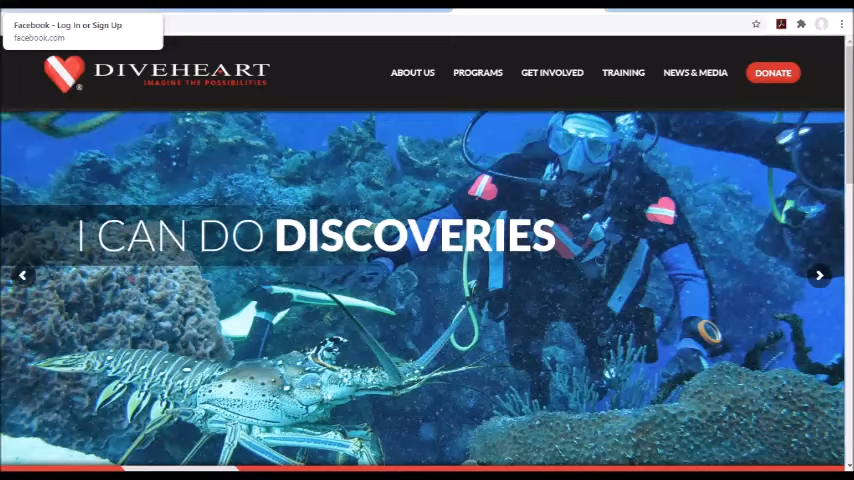 Facebook - Log In or Sign Up
facebook.com
DIVEHEART
IMAGINE THE POSSIBILITIES
®
ABOUT US
PROGRAMS
GET INVOLVED
TRAINING
NEWS & MEDIA
DONATE
I CAN DO DISCOVERIES